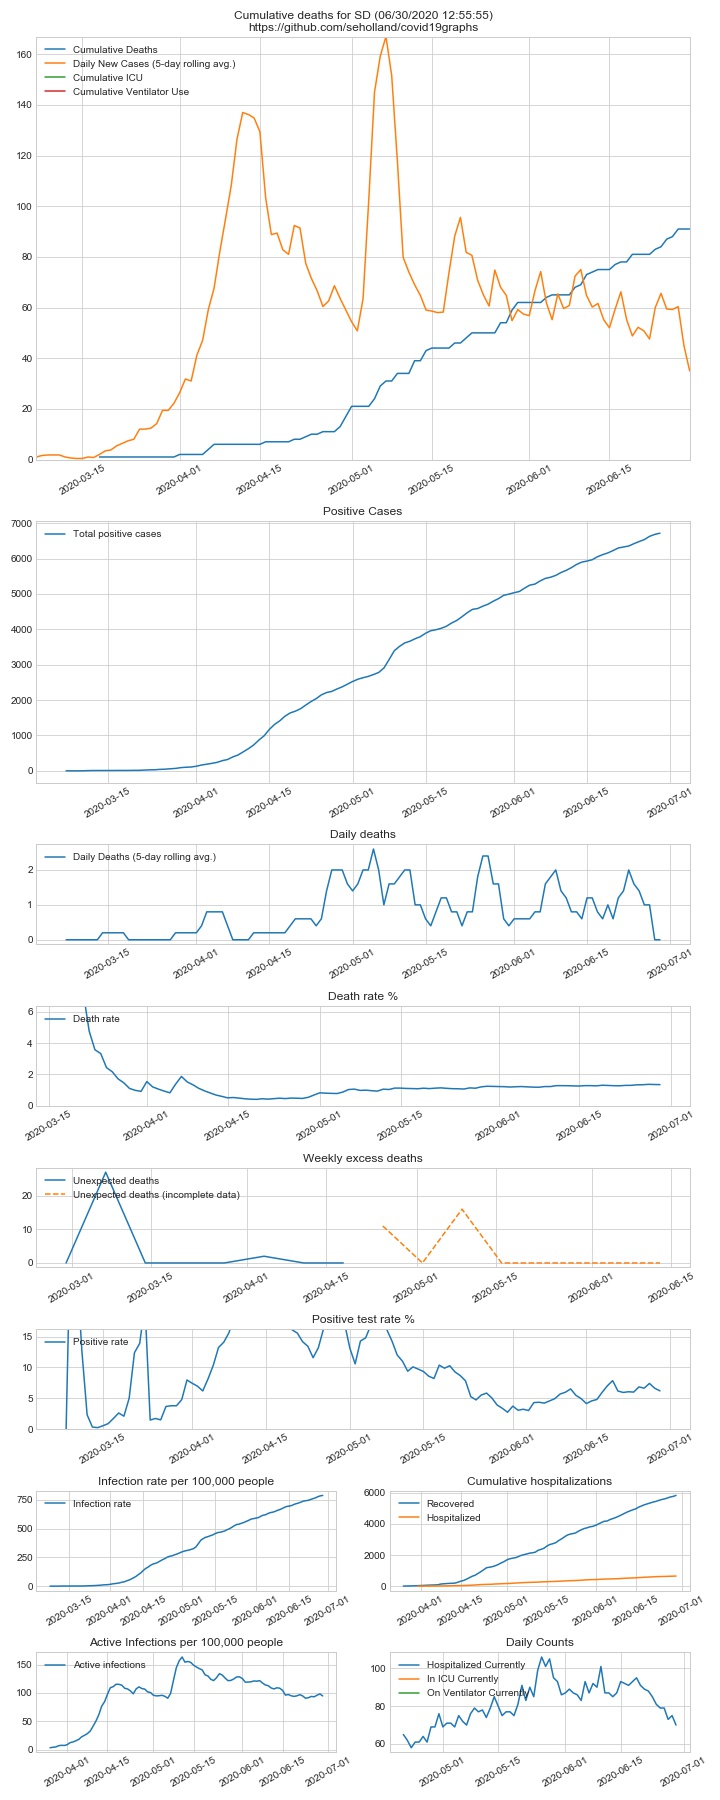 Cumulative deaths for SD (06/30/2020 12:55:55)
https://github.com/seholland/covid19graphs
Cumulative Deaths
Daily New Cases (5-day rolling avg.)
Cumulative ICU
Cumulative Ventilator Use
160
140
120
100
80
60
40
20
0
2020-03-15 2020-04-01 2020-04-15 2020-05-01 2020-05-15 2020-06-01 2020-06-15
Positive Cases
Total positive cases
7000
6000
5000
4000
3000
2000
1000
0
2020-03-15 2020-04-01 2020-04-15 2020-05-01 2020-05-15 2020-06-01 2020-06-15 2020-07-01
Daily deaths
Daily Deaths (5-day rolling avg.)
2
1
0
2020-03-15 2020-04-01 2020-04-15 2020-05-01 2020-05-15 2020-06-01 2020-06-15 2020-07-01
Death rate %
Death rate
6
4
2
0
2020-03-15 2020-04-01 2020-04-15 2020-05-01 2020-05-15 2020-06-01 2020-06-15 2020-07-01
Weekly excess deaths
Unexpected deaths
Unexpected deaths (incomplete data)
20
10
0
2020-03-01 2020-03-15 2020-04-01 2020-04-15 2020-05-01 2020-05-15 2020-06-01 2020-06-15
Positive test rate %
Positive rate
15
10
5
0
2020-03-15 2020-04-01 2020-04-15 2020-05-01 2020-05-15 2020-06-01 2020-06-15 2020-07-01
Infection rate per 100,000 people
Infection rate
750
500
250
0
2020-03-15 2020-04-01 2020-04-15 2020-05-01 2020-05-15 2020-06-01 2020-06-15 2020-07-01
Cumulative hospitalizations
Recovered
Hospitalized
6000
4000
2000
0
2020-04-01 2020-04-15 2020-05-01 2020-05-15 2020-06-01 2020-06-15 2020-07-01
Active Infections per 100,000 people
Active infections
150
100
50
0
2020-04-01 2020-04-15 2020-05-01 2020-05-15 2020-06-01 2020-06-15 2020-07-01
Daily Counts
Hospitalized Currently
In ICU Currently
On Ventilator Currently
100
80
60
2020-05-01 2020-05-15 2020-06-01 2020-06-15 2020-07-01